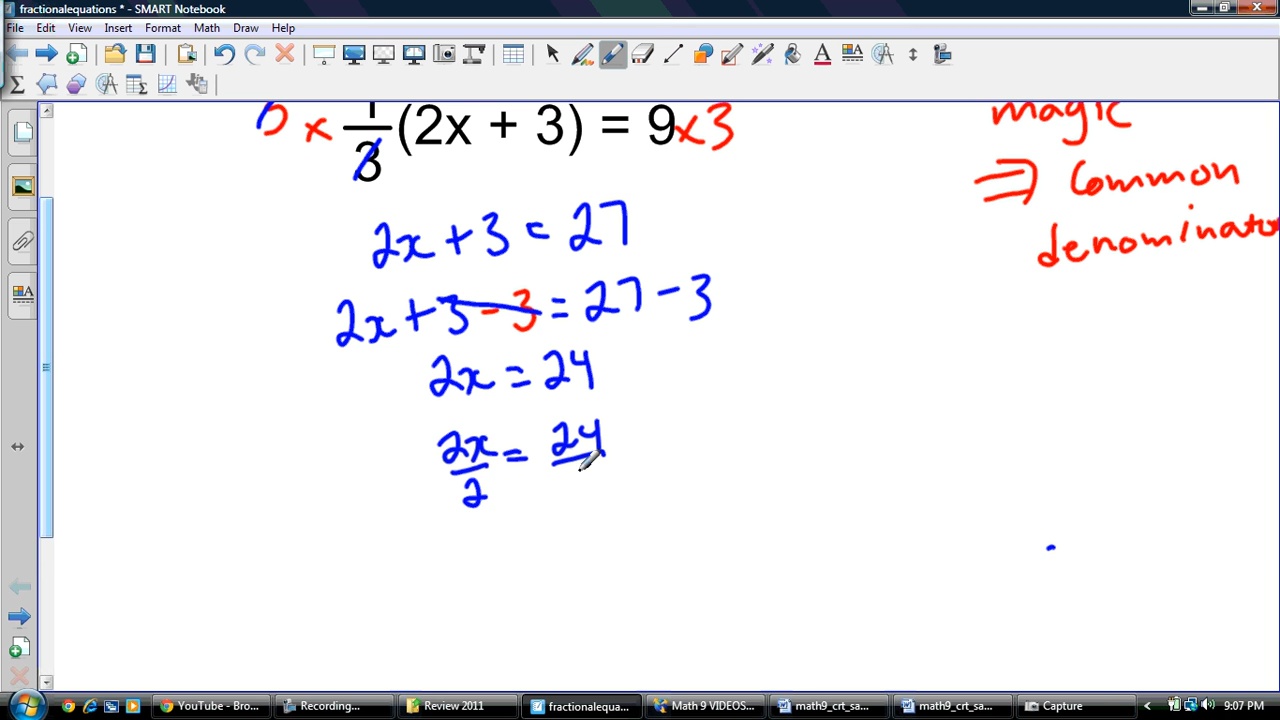 fractionalequations * - SMART Notebook
File Edit View Insert Format Math Draw Help
x 1/3 (2x + 3) = 9 x 3
magic
⇒ Common
2x + 3 = 27
denominator
2x + 3 - 3 = 27 - 3
2x = 24
2x/2 = 24
YouTube - Bro... Recording... Review 2011 fractionalequa... Math 9 VIDEOS... math9_crt_sa... math9_crt_sa... Capture 9:07 PM